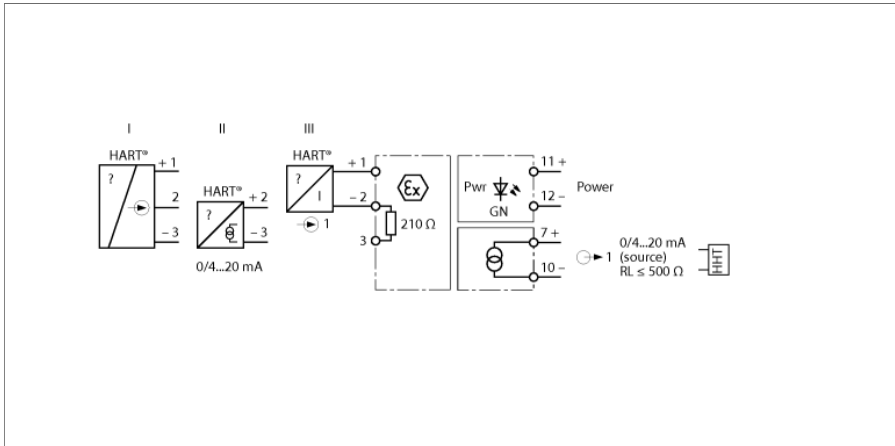 I
II
III
HART®
?
+ 1
2
– 3
HART®
?
+ 2
– 3
0/4...20 mA
HART®
?
I
+ 1
– 2
1
3
210 Ω
Ex
Pwr
GN
11 +
12 –
Power
7 +
10 –
1
0/4...20 mA
(source)
RL ≤ 500 Ω
HHT